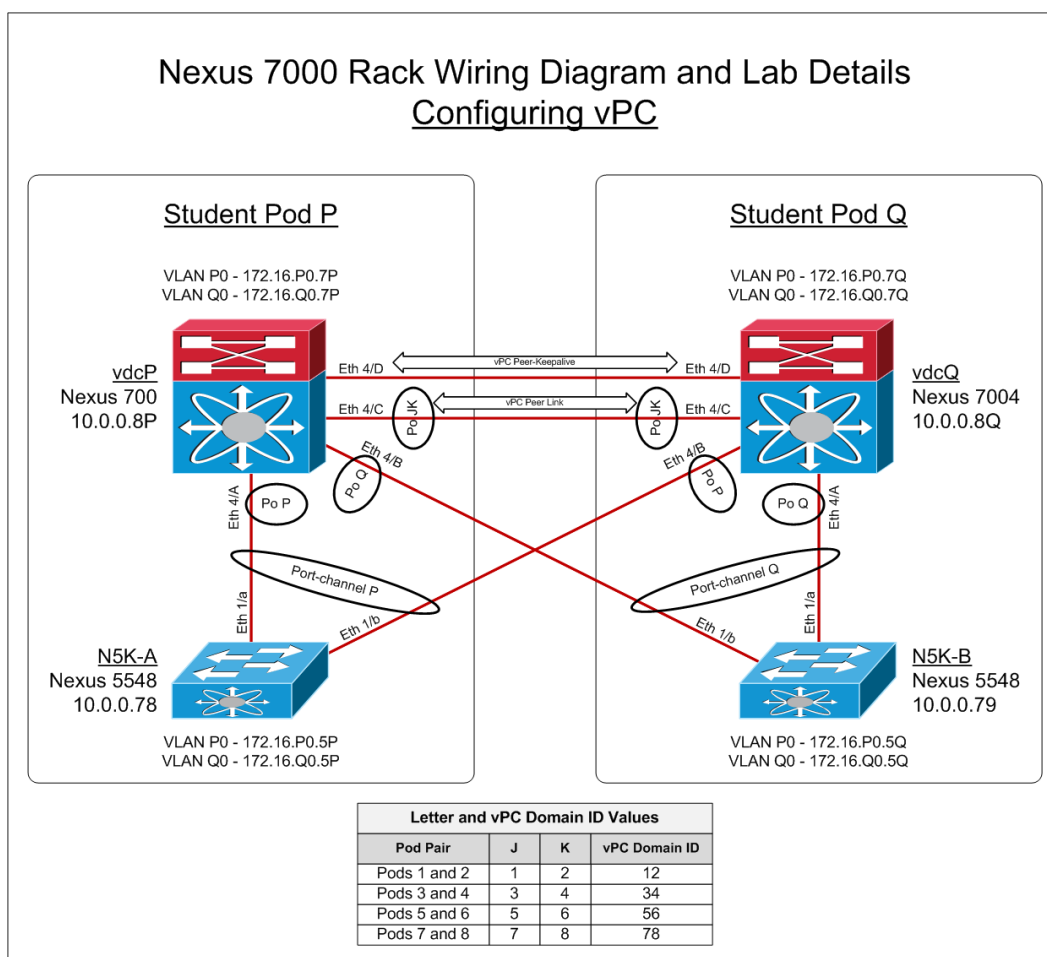 Nexus 7000 Rack Wiring Diagram and Lab Details
Configuring vPC
Student Pod P
VLAN P0 - 172.16.P0.7P
VLAN Q0 - 172.16.Q0.7P
Student Pod Q
VLAN P0 - 172.16.P0.7Q
VLAN Q0 - 172.16.Q0.7Q
vdcP
Nexus 700
10.0.0.8P
vdcQ
Nexus 7004
10.0.0.8Q
Eth 4/D
vPC Peer-Keepalive
Eth 4/D
Eth 4/C
PoJK
vPC Peer Link
PoJK
Eth 4/C
Eth 4/B
Po Q
Eth 4/B
Po P
Eth 4/A
Po P
Po Q
Eth 4/A
Port-channel P
Port-channel Q
Eth 1/a
Eth 1/b
Eth 1/b
Eth 1/a
N5K-A
Nexus 5548
10.0.0.78
N5K-B
Nexus 5548
10.0.0.79
VLAN P0 - 172.16.P0.5P
VLAN Q0 - 172.16.Q0.5P
VLAN P0 - 172.16.P0.5Q
VLAN Q0 - 172.16.Q0.5Q
Letter and vPC Domain ID Values
Pod Pair J K vPC Domain ID
Pods 1 and 2 1 2 12
Pods 3 and 4 3 4 34
Pods 5 and 6 5 6 56
Pods 7 and 8 7 8 78